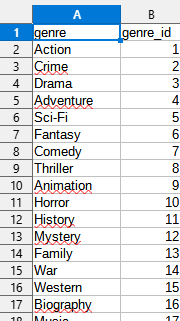 A B
1 genre genre_id
2 Action 1
3 Crime 2
4 Drama 3
5 Adventure 4
6 Sci-Fi 5
7 Fantasy 6
8 Comedy 7
9 Thriller 8
10 Animation 9
11 Horror 10
12 History 11
13 Mystery 12
14 Family 13
15 War 14
16 Western 15
17 Biography 16
18 Music 17